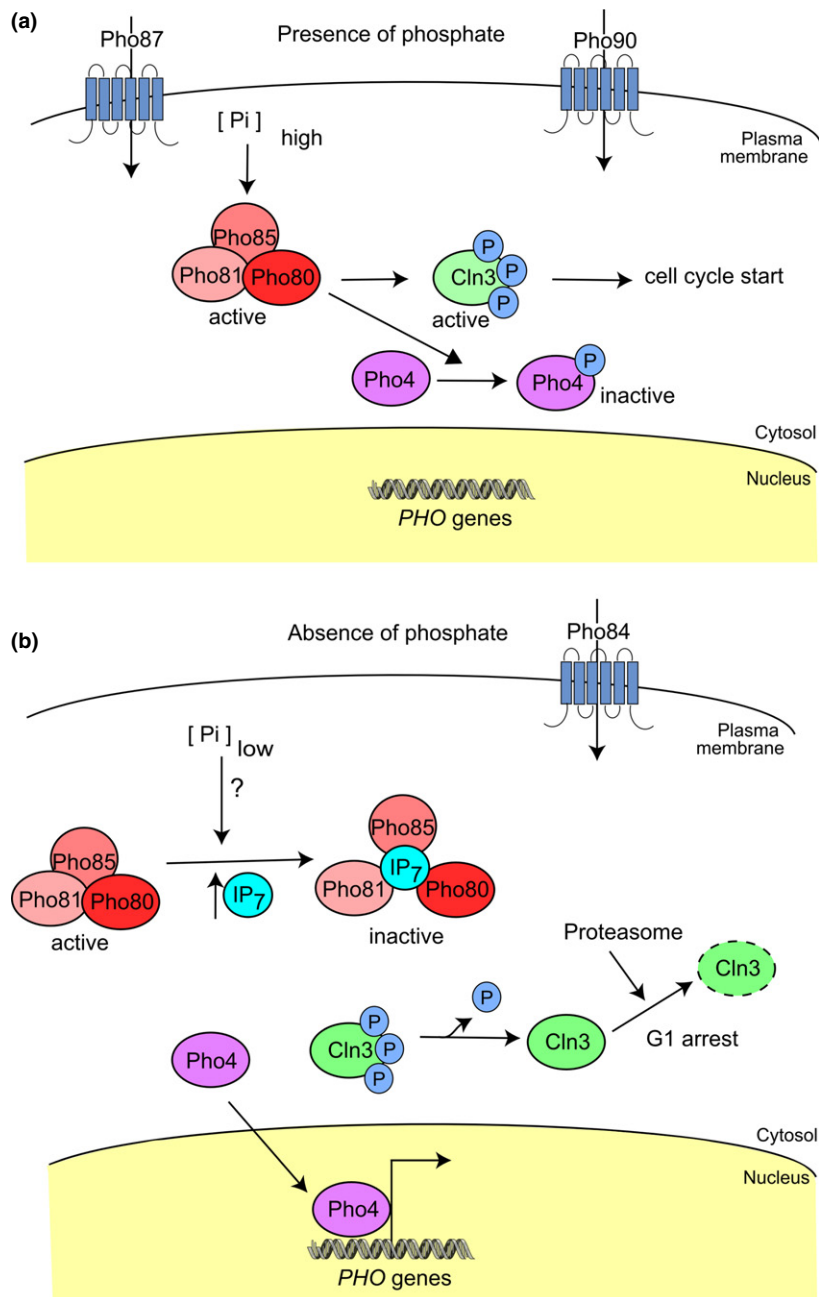 (a)
Presence of phosphate
Pho87
Pho90
Plasma
membrane
[ Pi ]
high
Pho85
Pho81
Pho80
active
P
P
P
Cln3
active
cell cycle start
Pho4
Pho4
P
inactive
Cytosol
Nucleus
PHO genes
(b)
Absence of phosphate
Pho84
Plasma
membrane
[ Pi ]
low
?
Pho85
Pho81
Pho80
active
IP7
Pho85
IP7
Pho81
Pho80
inactive
Proteasome
Cln3
P
P
P
Cln3
P
Cln3
G1 arrest
Pho4
Cytosol
Nucleus
Pho4
PHO genes